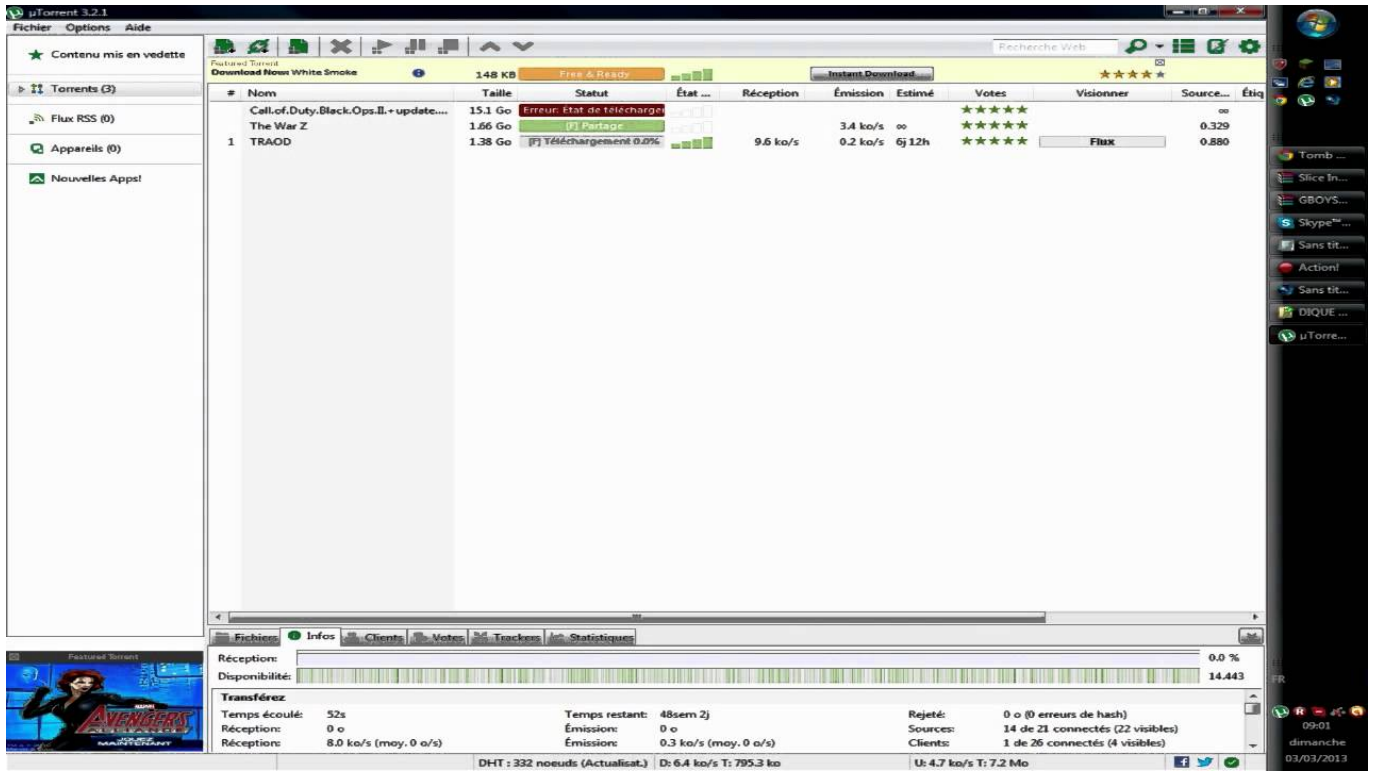 µTorrent 3.2.1
Fichier Options Aide
Contenu mis en vedette
Torrents (3)
Flux RSS (0)
Appareils (0)
Nouvelles Apps!
Recherche Web
Featured Torrent
Download Now: White Smoke 148 KB Free & Ready Instant Download
# Nom Taille Statut État ... Réception Émission Estimé Votes Visionner Source... Étiq
Call.of.Duty.Black.Ops.II.+update.... 15.1 Go Erreur: État de télécharger ∞
The War Z 1.66 Go [F] Partage 3.4 ko/s ∞ 0.329
1 TRAOD 1.38 Go [F] Téléchargement 0.0% 9.6 ko/s 0.2 ko/s 6j 12h Flux 0.880
Fichiers Infos Clients Votes Trackers Statistiques
Réception: 0.0 %
Disponibilité: 14.443
Transférez
Temps écoulé: 52s Temps restant: 48sem 2j Rejeté: 0 o (0 erreurs de hash)
Réception: 0 o Émission: 0 o Sources: 14 de 21 connectés (22 visibles)
Réception: 8.0 ko/s (moy. 0 o/s) Émission: 0.3 ko/s (moy. 0 o/s) Clients: 1 de 26 connectés (4 visibles)
DHT : 332 noeuds (Actualisat.) D: 6.4 ko/s T: 795.3 ko U: 4.7 ko/s T: 7.2 Mo
Featured Torrent
MARVEL
AVENGERS
ALLIANCE
JOUEZ
MAINTENANT
Tomb ...
Slice In...
GBOYS...
Skype™...
Sans tit...
Action!
Sans tit...
DIQUE ...
µTorre...
FR
09:01
dimanche
03/03/2013